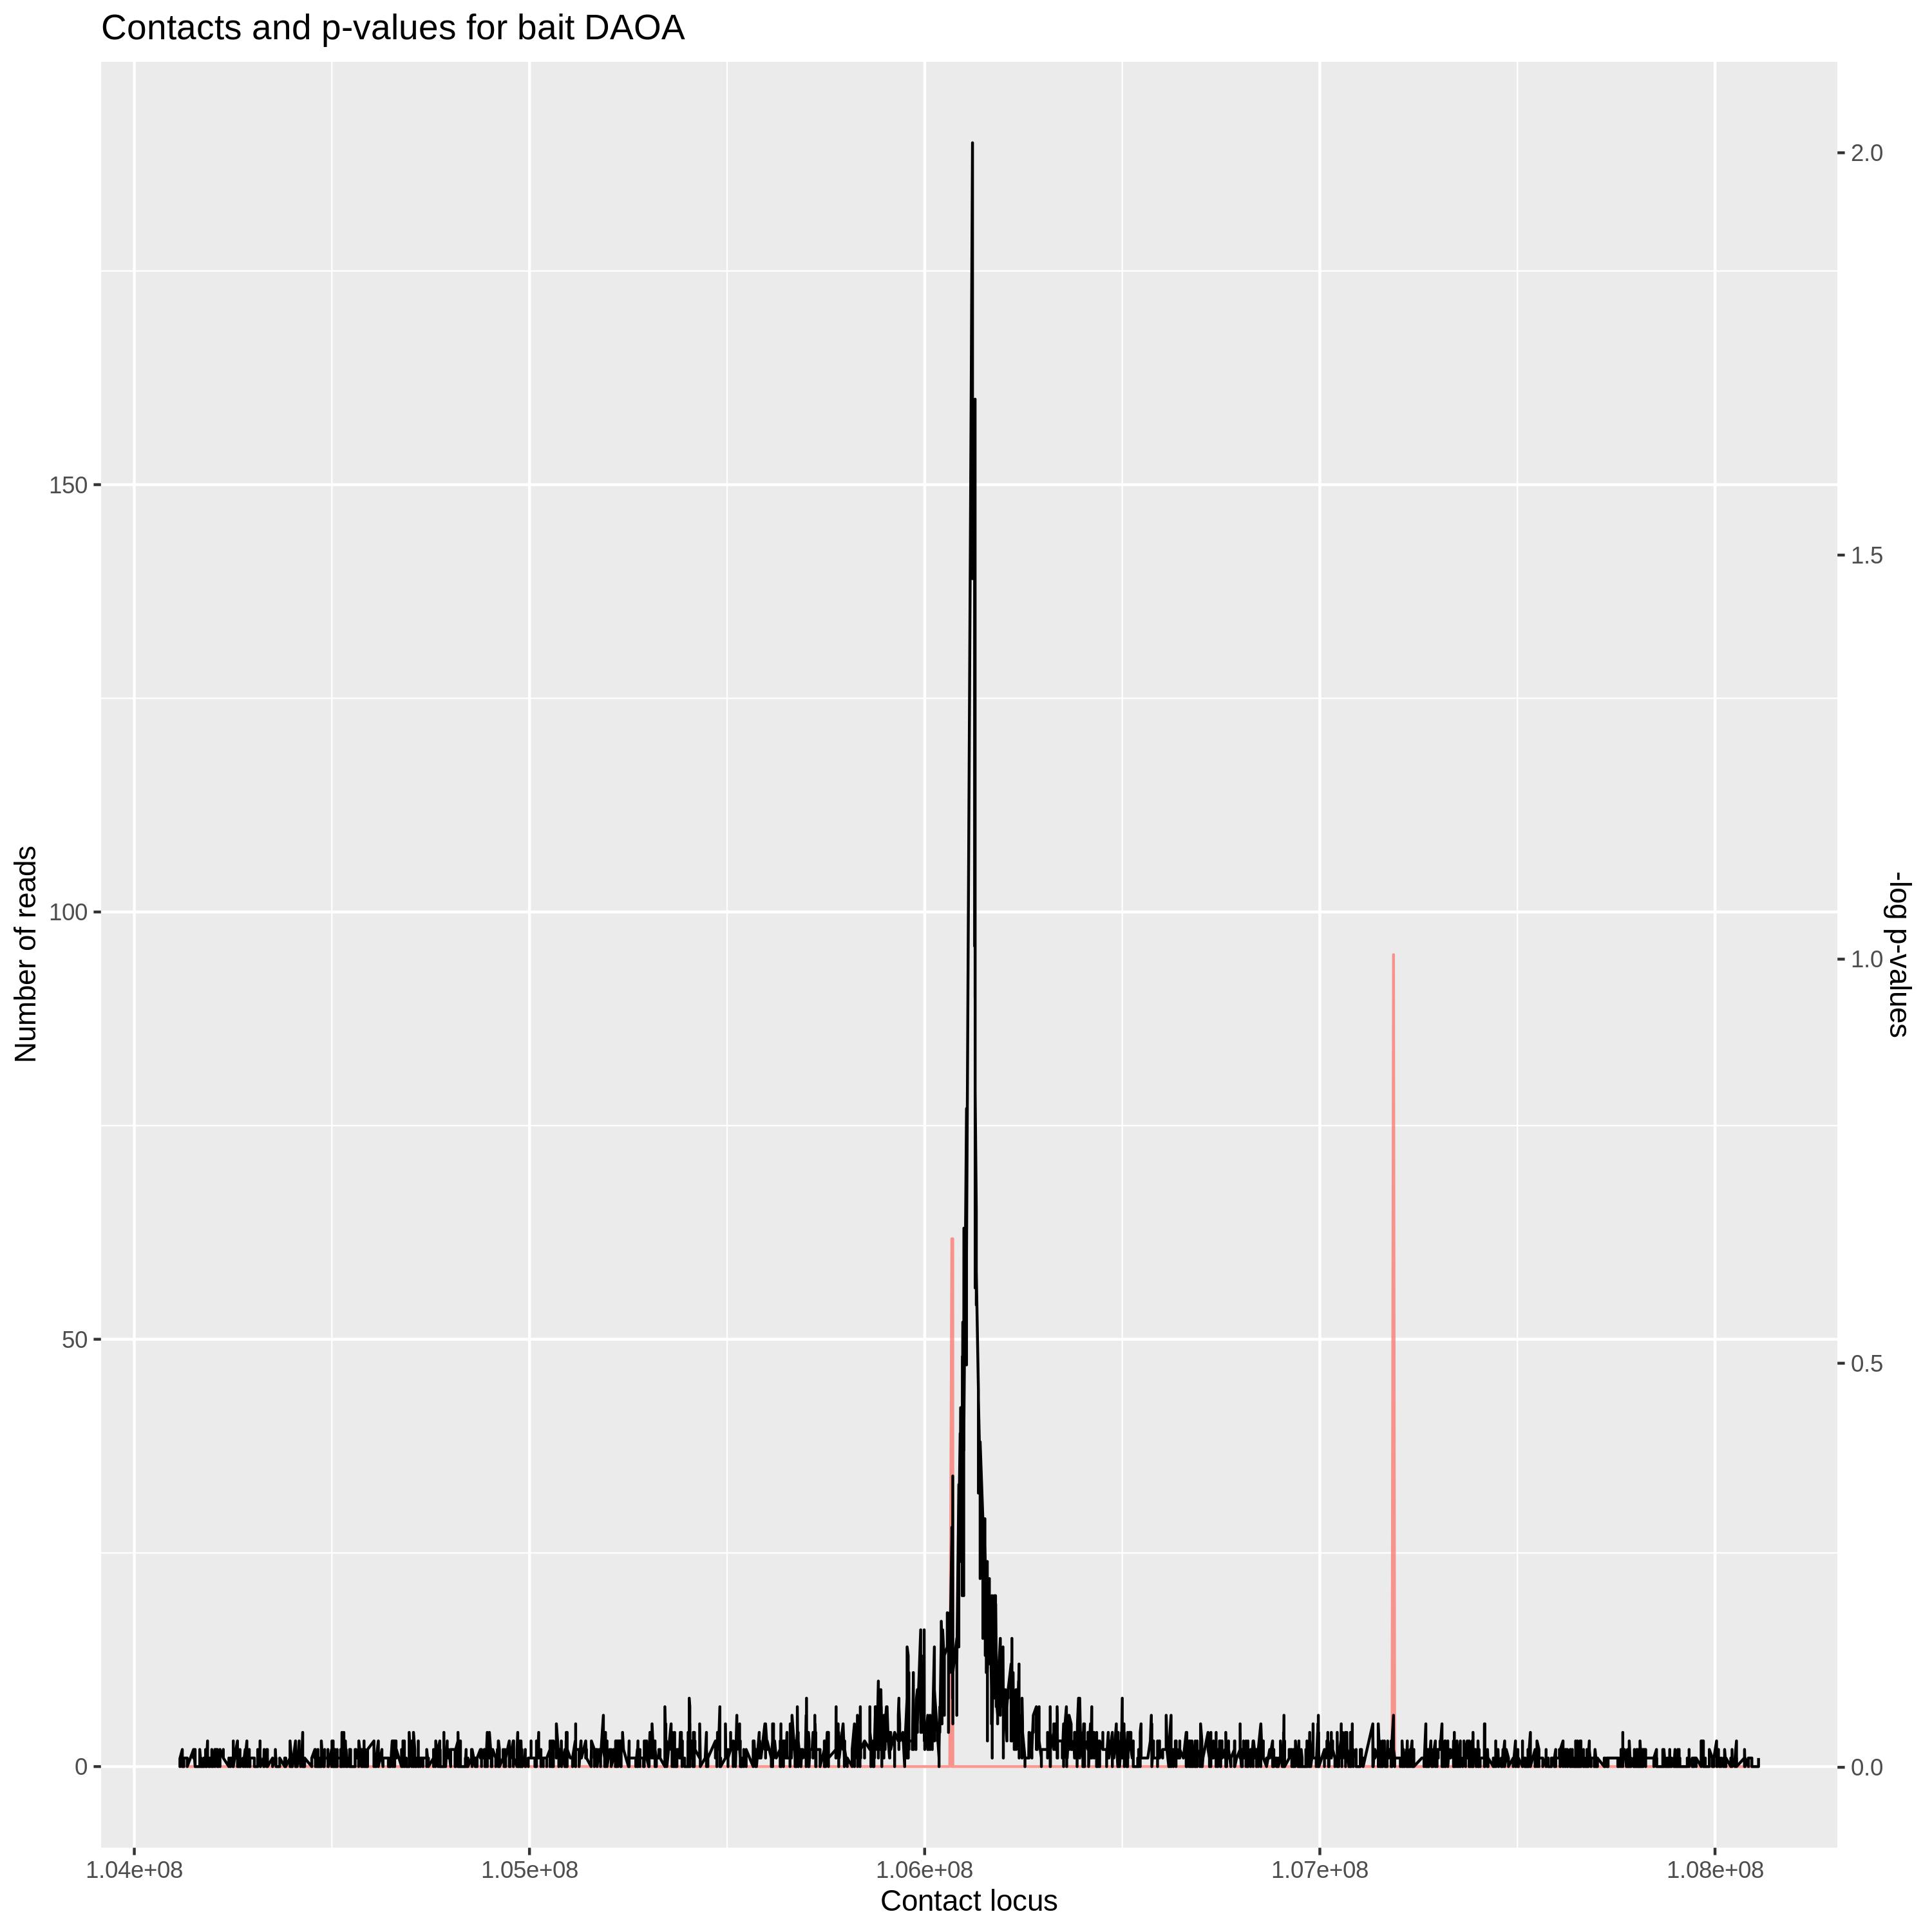 Contacts and p-values for bait DAOA
150
100
50
0
Number of reads
2.0
1.5
1.0
0.5
0.0
-log p-values
1.04e+08 1.05e+08 1.06e+08 1.07e+08 1.08e+08
Contact locus